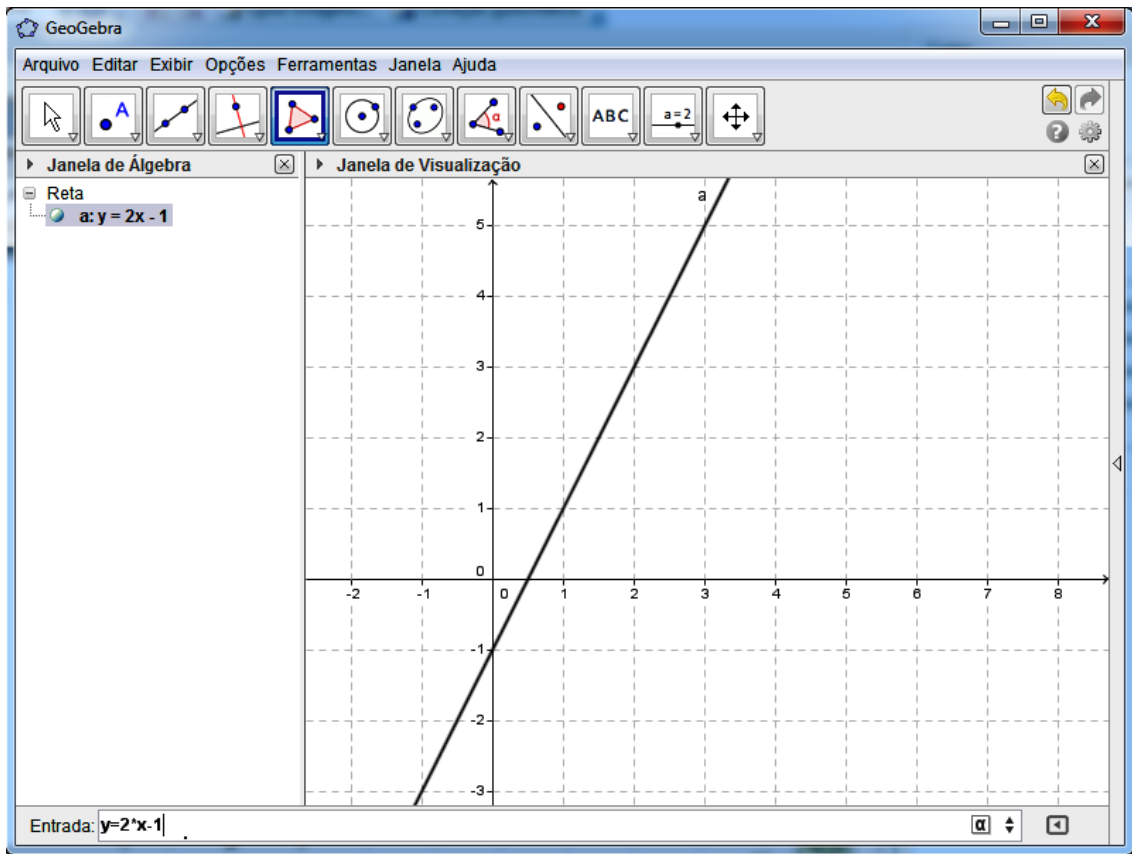 GeoGebra
Arquivo Editar Exibir Opções Ferramentas Janela Ajuda
A α ABC a=2
Janela de Álgebra
Janela de Visualização
Reta
a: y = 2x - 1
a
5
4
3
2
1
0
-2 -1 0 1 2 3 4 5 6 7 8
-1
-2
-3
Entrada: y=2*x-1 α